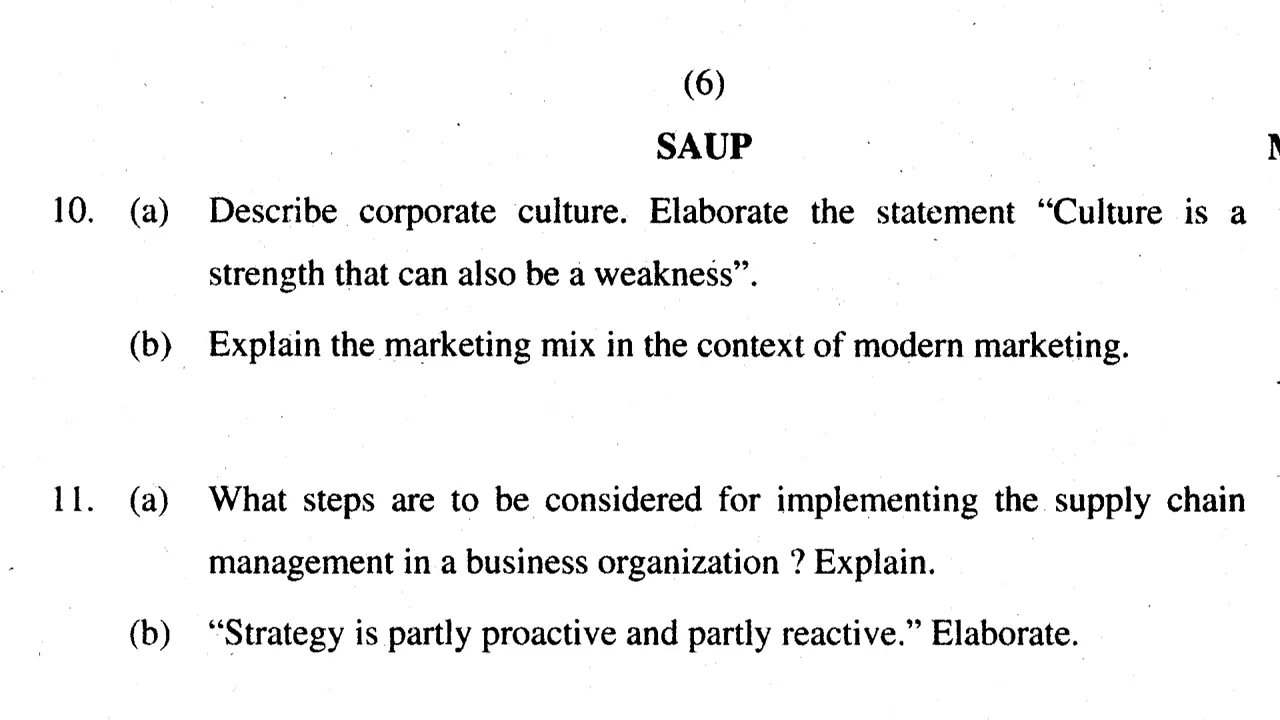 (6)
SAUP
10. (a) Describe corporate culture. Elaborate the statement “Culture is a
strength that can also be a weakness”.
(b) Explain the marketing mix in the context of modern marketing.
11. (a) What steps are to be considered for implementing the supply chain
management in a business organization ? Explain.
(b) “Strategy is partly proactive and partly reactive.” Elaborate.